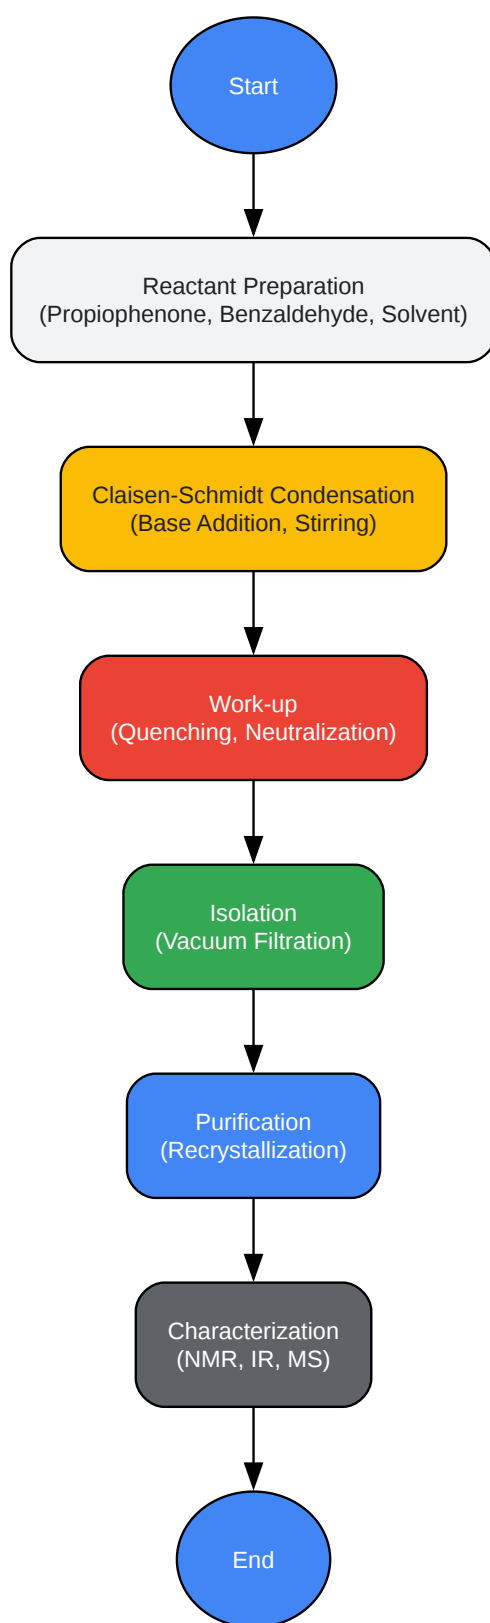 Start
Reactant Preparation
(Propiophenone, Benzaldehyde, Solvent)
Claisen-Schmidt Condensation
(Base Addition, Stirring)
Work-up
(Quenching, Neutralization)
Isolation
(Vacuum Filtration)
Purification
(Recrystallization)
Characterization
(NMR, IR, MS)
End